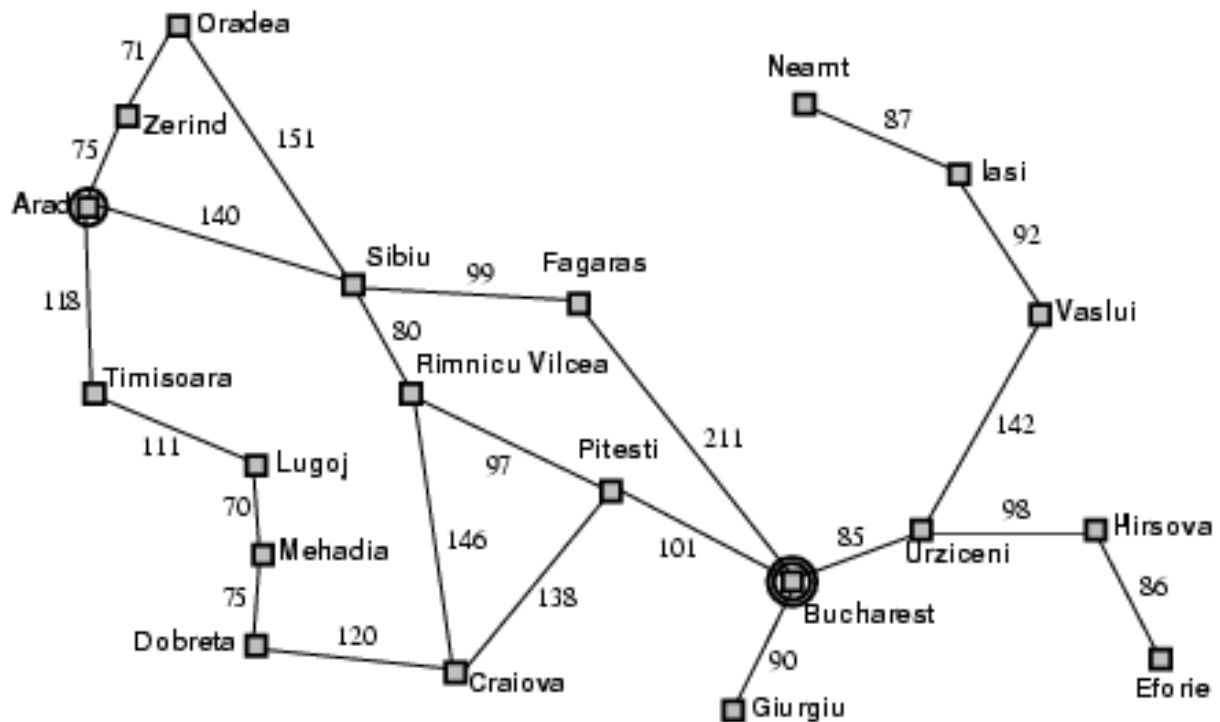 Oradea
71
Neamt
Zerind
87
151
75
Iasi
Arad
140
92
Sibiu
Fagaras
99
118
Vaslui
80
Timisoara
Rimnicu Vilcea
142
111
211
Pitesti
Lugoj
97
70
98
85
Hirsova
146
101
Urziceni
Mehadia
86
75
138
Bucharest
120
Dobreta
90
Craiova
Eforie
Giurgiu